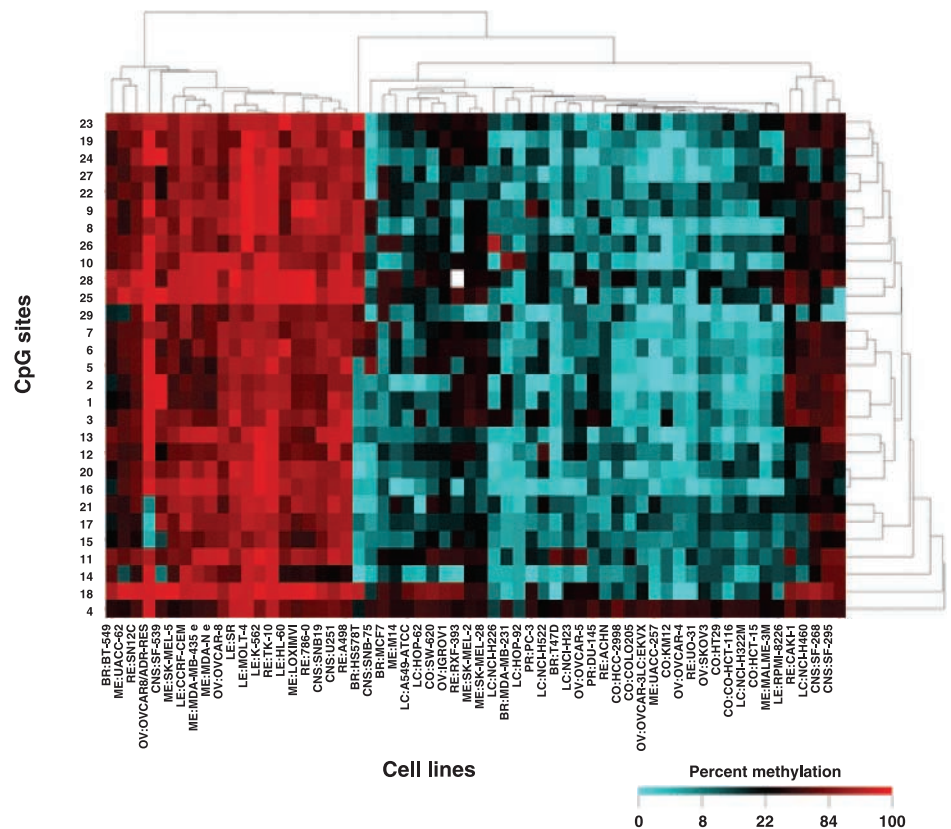 CpG sites
23
19
24
27
22
9
8
26
10
28
25
29
7
6
5
2
1
3
13
12
20
16
21
17
15
11
14
18
4
BR:BT-549
ME:UACC-62
RE:SN12C
OV:OVCAR8/ADR-RES
CNS:SF-539
ME:SK-MEL-5
LE:CCRF-CEM
ME:MDA-MB-435 e
ME:MDA-N e
OV:OVCAR-8
LE:SR
LE:MOLT-4
LE:K-562
RE:TK-10
LE:HL-60
ME:LOXIMVI
RE:786-0
CNS:SNB19
CNS:U251
RE:A498
BR:HS578T
CNS:SNB-75
BR:MCF7
ME:M14
LC:A549-ATCC
LC:HOP-62
CO:SW-620
OV:IGROV1
RE:RXF-393
ME:SK-MEL-2
ME:SK-MEL-28
LC:NCI-H226
BR:MDA-MB-231
LC:HOP-92
PR:PC-3
LC:NCI-H522
BR:T47D
LC:NCI-H23
OV:OVCAR-5
PR:DU-145
RE:ACHN
CO:HCC-2998
CO:COLO205
OV:OVCAR-3LC:EKVX
ME:UACC-257
CO:KM12
OV:OVCAR-4
RE:UO-31
OV:SKOV3
CO:HT29
CO:CO-HCT-116
LC:NCI-H322M
CO:HCT-15
ME:MALME-3M
LE:RPMI-8226
RE:CAKI-1
LC:NCI-H460
CNS:SF-268
CNS:SF-295
Cell lines
Percent methylation
0 8 22 84 100